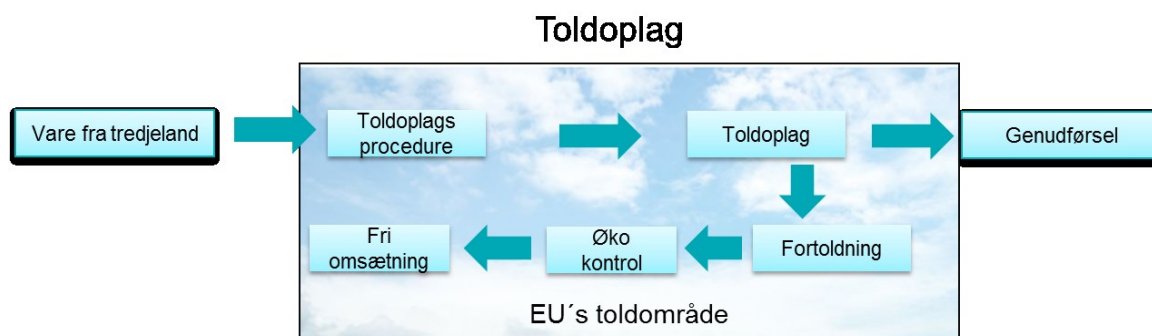 Toldoplag
Vare fra tredjeland
Toldoplags
procedure
Toldoplag
Genudførsel
Fri
omsætning
Øko
kontrol
Fortoldning
EU´s toldområde